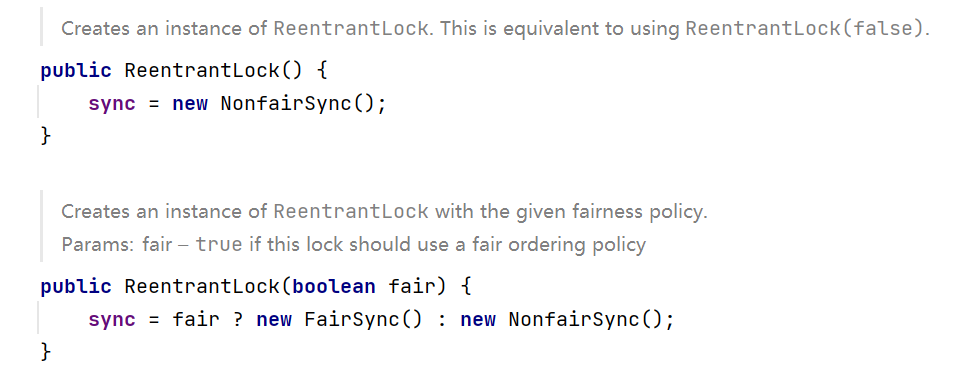 Creates an instance of ReentrantLock. This is equivalent to using ReentrantLock(false).
public ReentrantLock() {
    sync = new NonfairSync();
}
Creates an instance of ReentrantLock with the given fairness policy.
Params: fair – true if this lock should use a fair ordering policy
public ReentrantLock(boolean fair) {
    sync = fair ? new FairSync() : new NonfairSync();
}